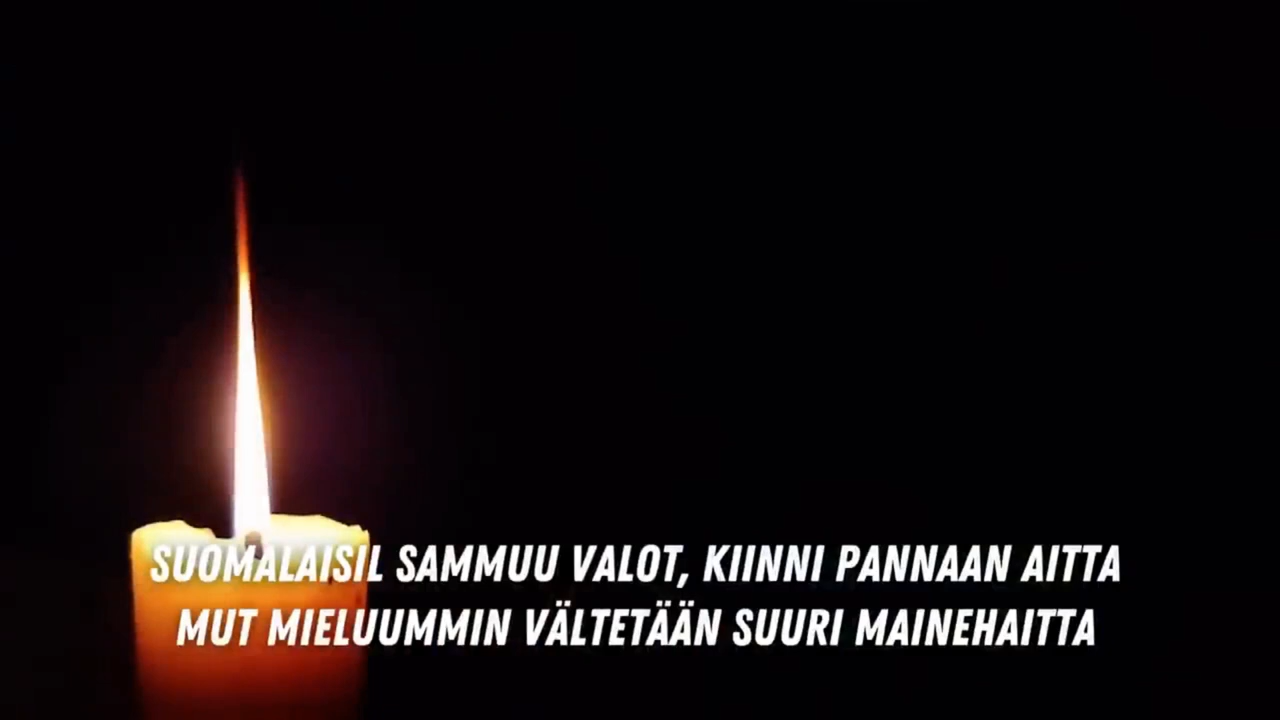 SUOMALAISIL SAMMUU VALOT, KIINNI PANNAAN AITTA
MUT MIELUUMMIN VÄLTETÄÄN SUURI MAINEHAITTA